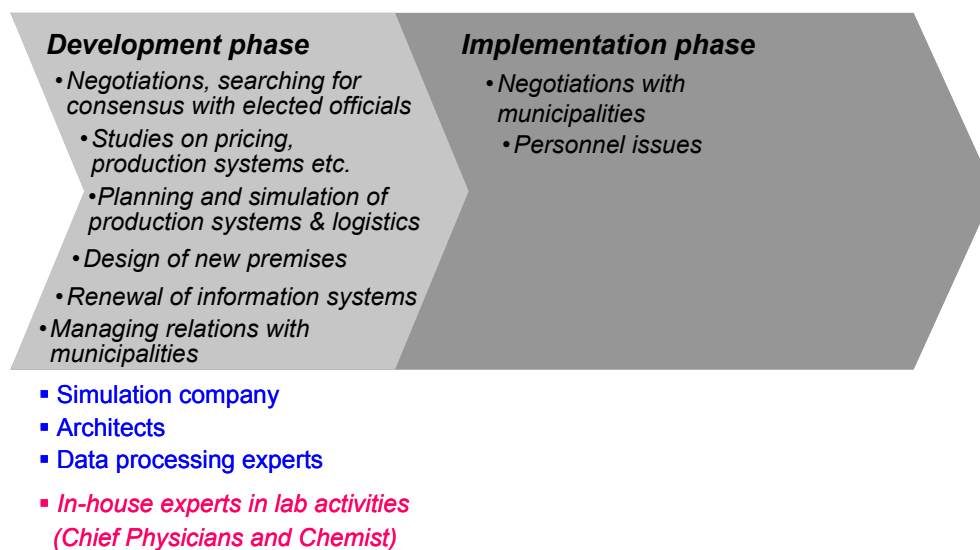 Development phase
•Negotiations, searching for
consensus with elected officials
•Studies on pricing,
production systems etc.
•Planning and simulation of
production systems & logistics
•Design of new premises
•Renewal of information systems
•Managing relations with
municipalities
Implementation phase
•Negotiations with
municipalities
•Personnel issues
▪ Simulation company
▪ Architects
▪ Data processing experts
▪ In-house experts in lab activities
(Chief Physicians and Chemist)